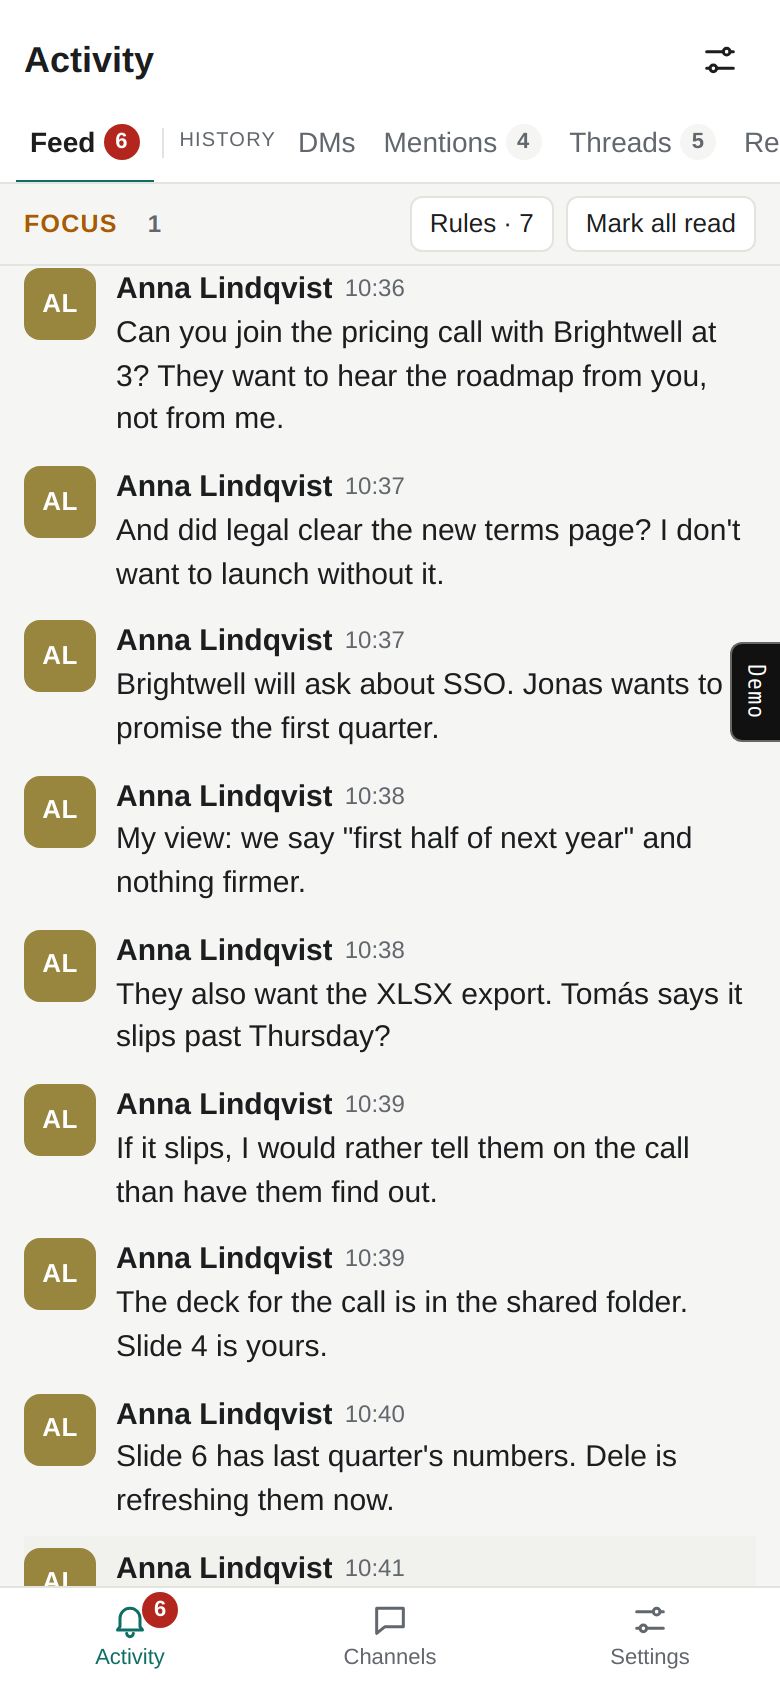 Activity
Feed 6 HISTORY DMs Mentions 4 Threads 5 Re
FOCUS 1 Rules · 7 Mark all read
AL Anna Lindqvist 10:36
Can you join the pricing call with Brightwell at
3? They want to hear the roadmap from you,
not from me.
AL Anna Lindqvist 10:37
And did legal clear the new terms page? I don't
want to launch without it.
AL Anna Lindqvist 10:37
Brightwell will ask about SSO. Jonas wants to
promise the first quarter.
Demo
AL Anna Lindqvist 10:38
My view: we say "first half of next year" and
nothing firmer.
AL Anna Lindqvist 10:38
They also want the XLSX export. Tomás says it
slips past Thursday?
AL Anna Lindqvist 10:39
If it slips, I would rather tell them on the call
than have them find out.
AL Anna Lindqvist 10:39
The deck for the call is in the shared folder.
Slide 4 is yours.
AL Anna Lindqvist 10:40
Slide 6 has last quarter's numbers. Dele is
refreshing them now.
AL Anna Lindqvist 10:41
6
Activity Channels Settings